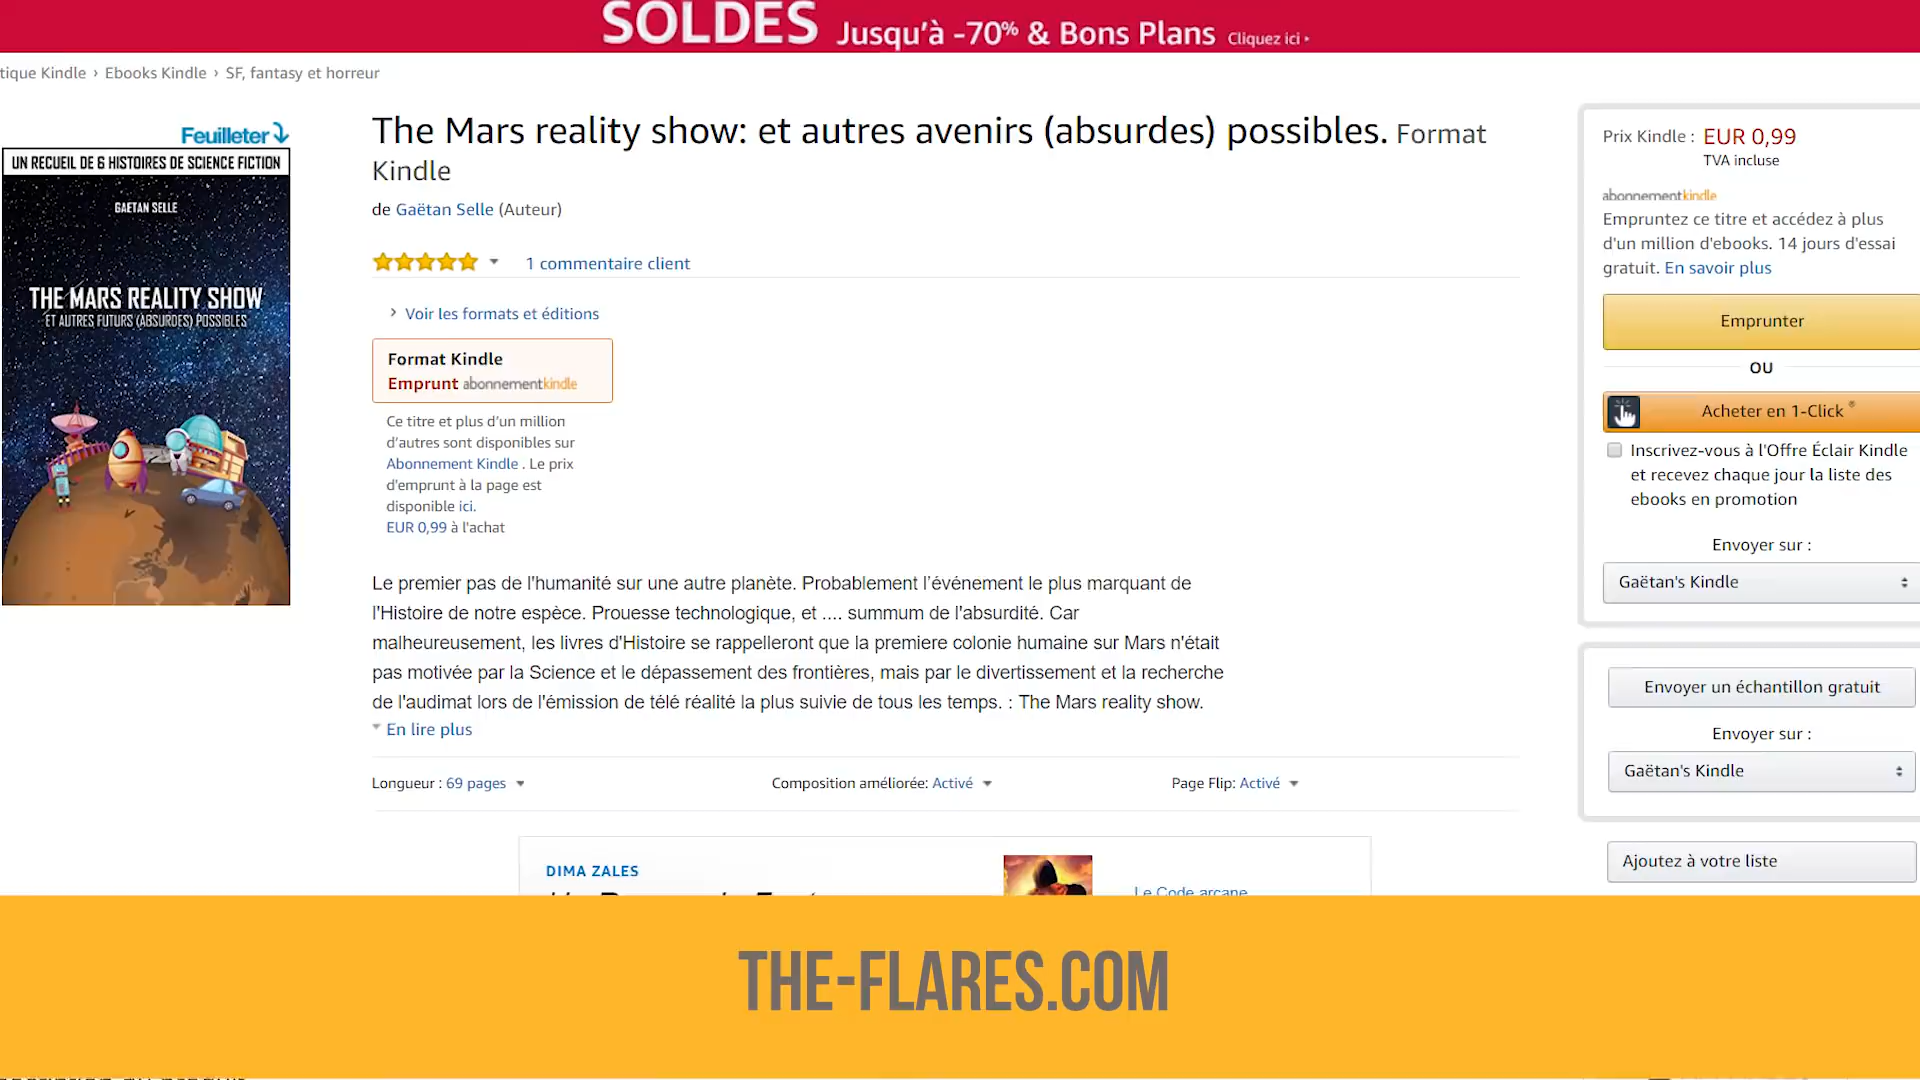 SOLDES Jusqu'à -70% & Bons Plans Cliquez ici ▸
tique Kindle › Ebooks Kindle › SF, fantasy et horreur
Feuilleter
UN RECUEIL DE 6 HISTOIRES DE SCIENCE FICTION
GAETAN SELLE
THE MARS REALITY SHOW
ET AUTRES FUTURS (ABSURDES) POSSIBLES
The Mars reality show: et autres avenirs (absurdes) possibles. Format
Kindle
de Gaëtan Selle (Auteur)
1 commentaire client
› Voir les formats et éditions
Format Kindle
Emprunt abonnementkindle
Ce titre et plus d'un million
d'autres sont disponibles sur
Abonnement Kindle . Le prix
d'emprunt à la page est
disponible ici.
EUR 0,99 à l'achat
Le premier pas de l'humanité sur une autre planète. Probablement l’événement le plus marquant de
l'Histoire de notre espèce. Prouesse technologique, et .... summum de l'absurdité. Car
malheureusement, les livres d'Histoire se rappelleront que la premiere colonie humaine sur Mars n'était
pas motivée par la Science et le dépassement des frontières, mais par le divertissement et la recherche
de l'audimat lors de l'émission de télé réalité la plus suivie de tous les temps. : The Mars reality show.
En lire plus
Longueur : 69 pages
Composition améliorée: Activé
Page Flip: Activé
DIMA ZALES
Le Code arcane
Prix Kindle : EUR 0,99
TVA incluse
abonnementkindle
Empruntez ce titre et accédez à plus
d'un million d'ebooks. 14 jours d'essai
gratuit. En savoir plus
Emprunter
OU
Acheter en 1-Click ®
Inscrivez-vous à l'Offre Éclair Kindle
et recevez chaque jour la liste des
ebooks en promotion
Envoyer sur :
Gaëtan's Kindle
Envoyer un échantillon gratuit
Envoyer sur :
Gaëtan's Kindle
Ajoutez à votre liste
THE-FLARES.COM